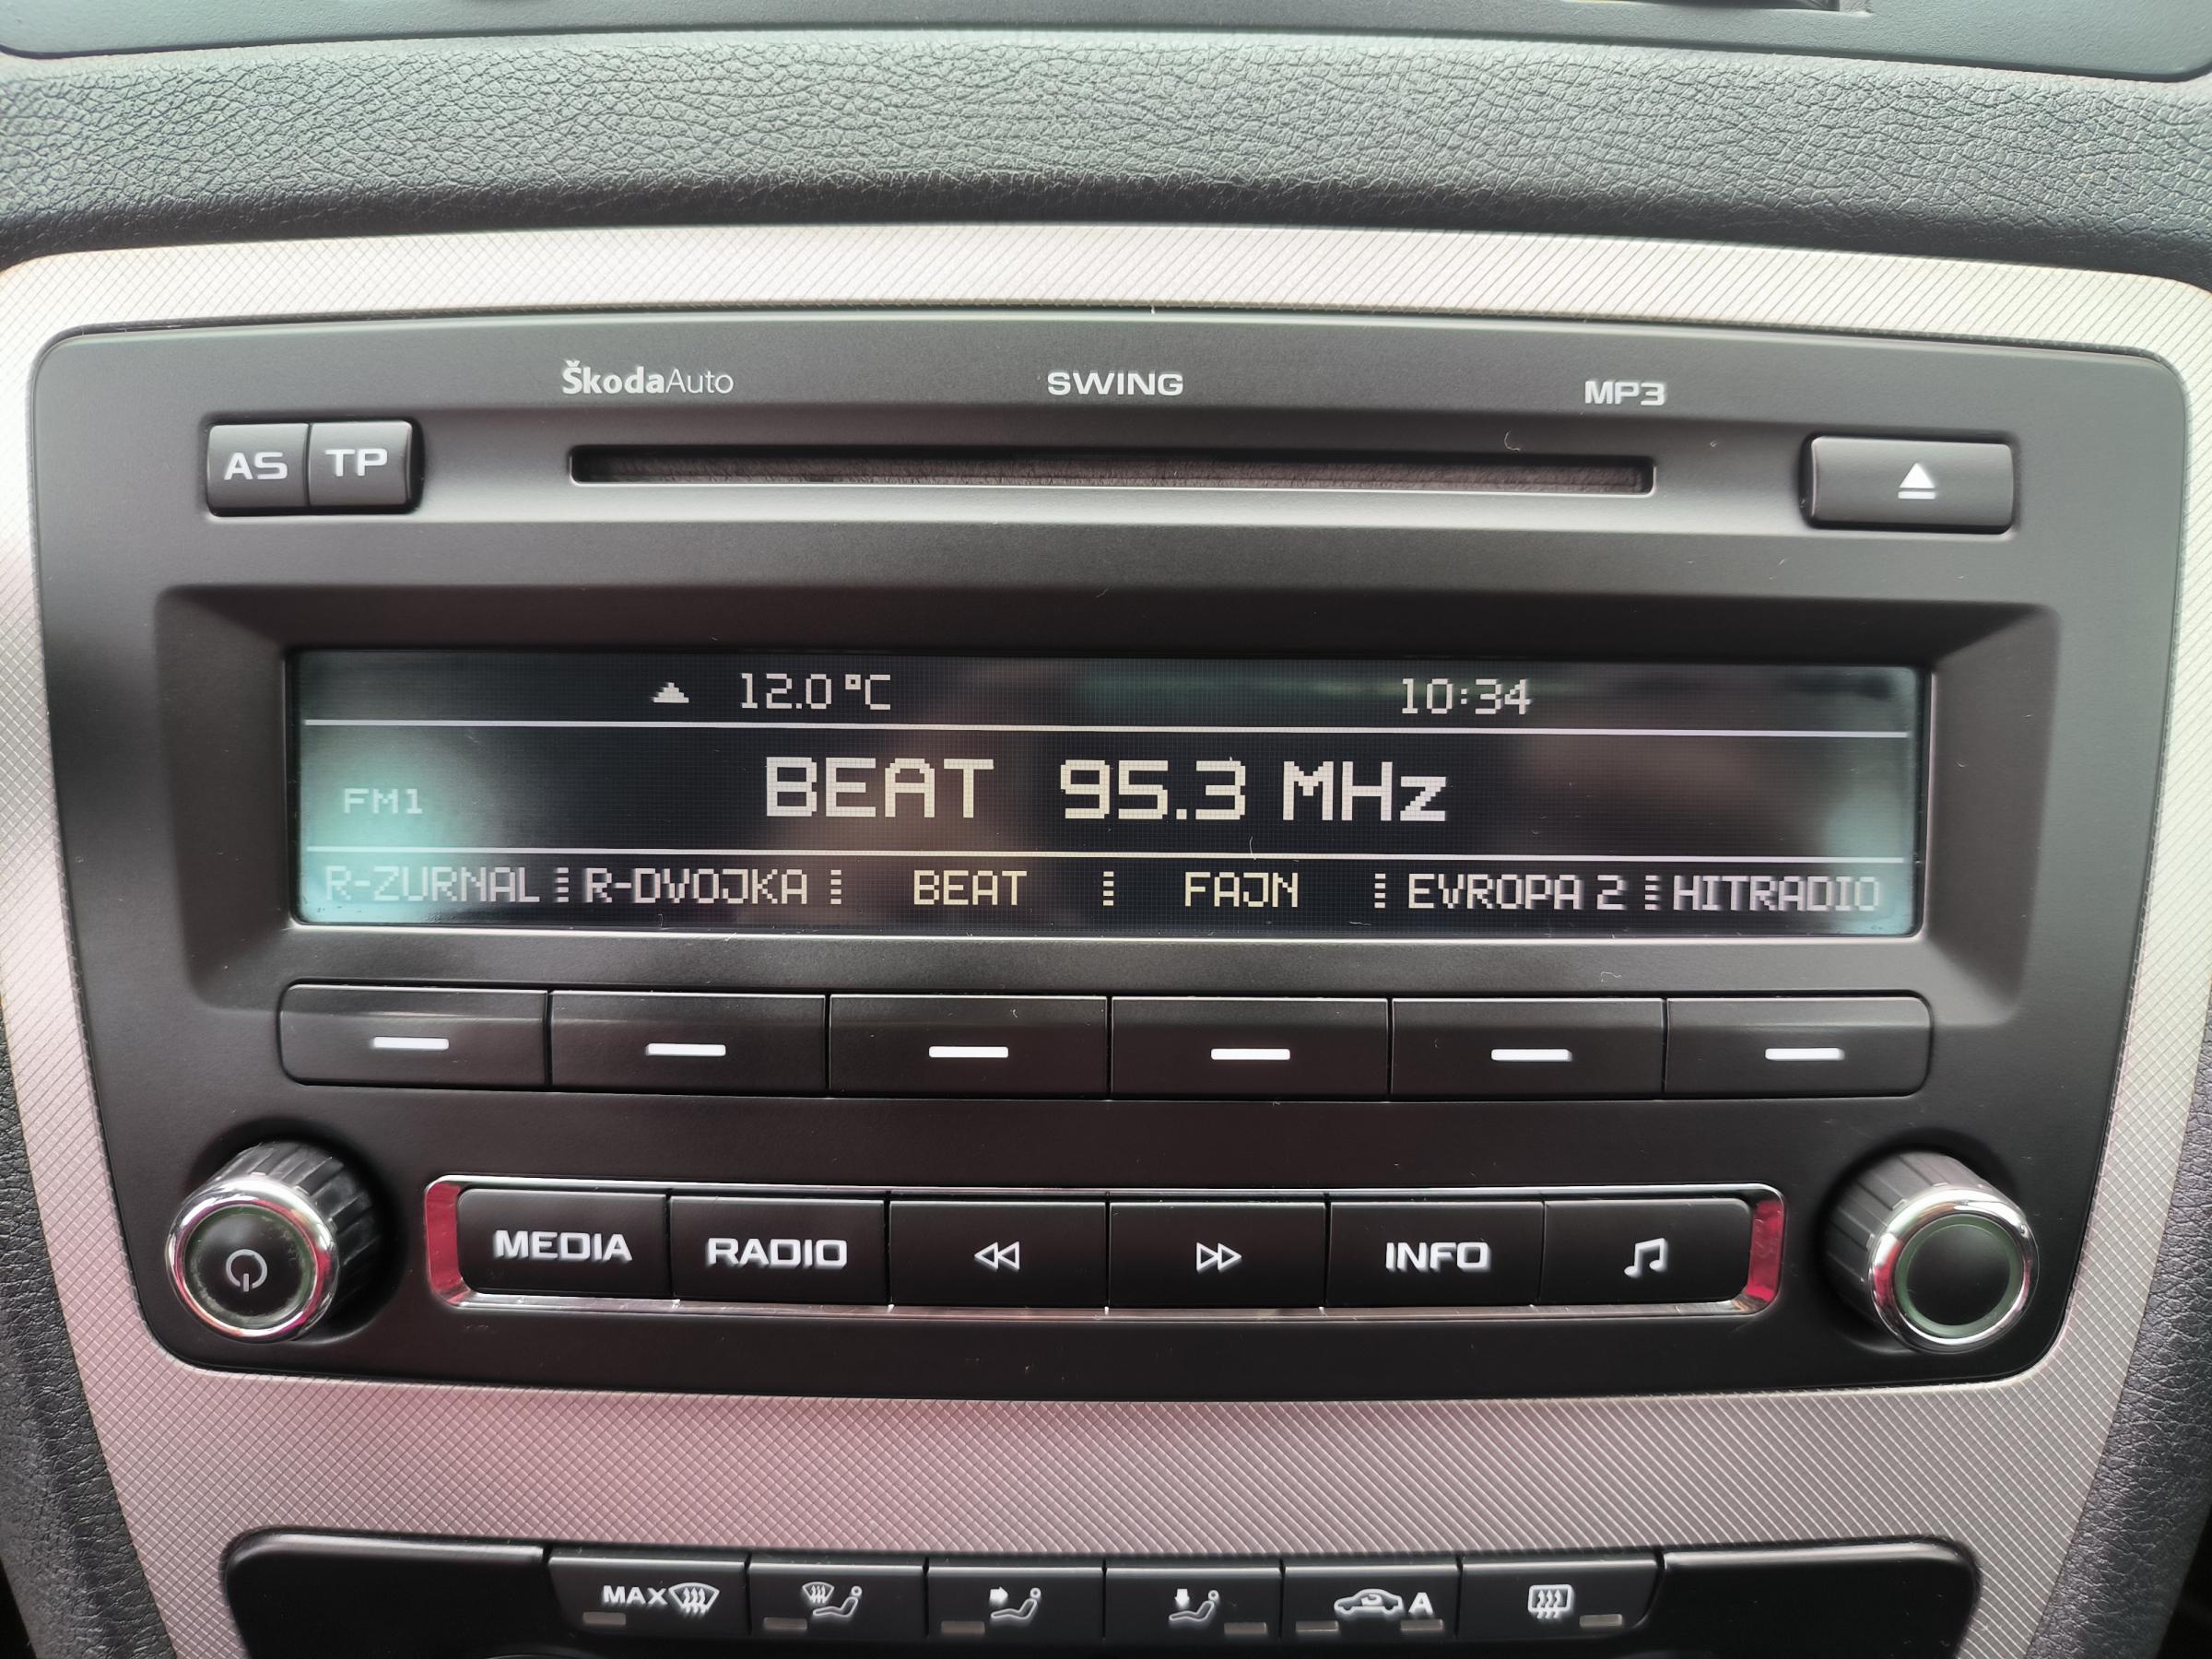 ŠkodaAuto SWING MP3
AS TP
12.0 °C 10:34
FM1 BEAT 95.3 MHz
R-ZURNAL R-DVOJKA BEAT FAJN EVROPA 2 HITRADIO
MEDIA RADIO INFO
MAX A